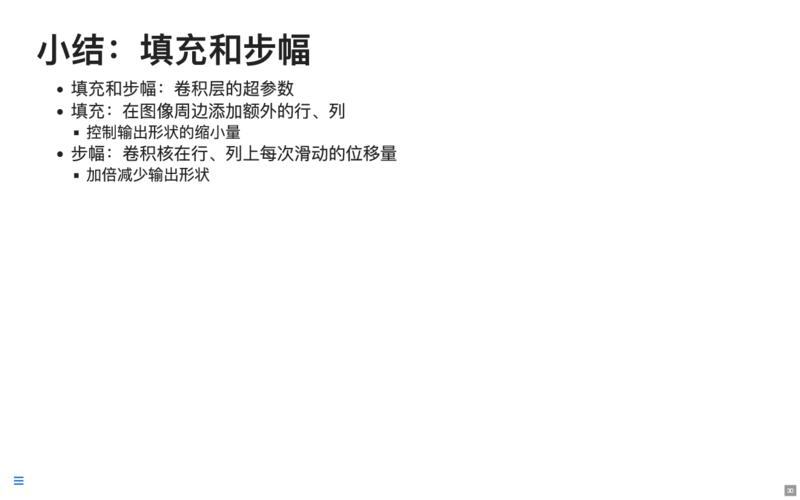 小结：填充和步幅
• 填充和步幅：卷积层的超参数
• 填充：在图像周边添加额外的行、列
▪ 控制输出形状的缩小量
• 步幅：卷积核在行、列上每次滑动的位移量
▪ 加倍减少输出形状
30